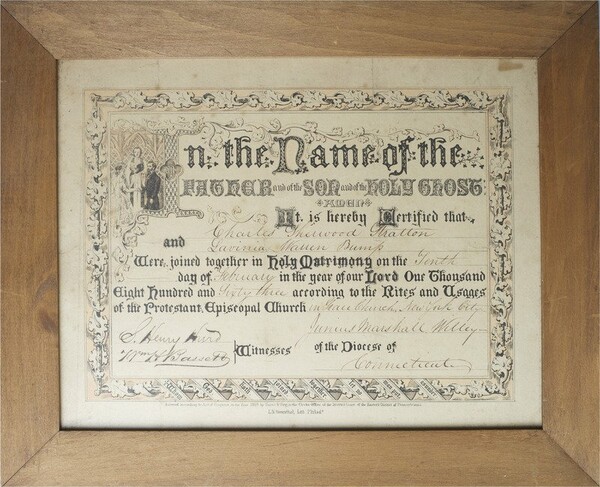 In the Name of the
FATHER and of the SON and of the HOLY GHOST
AMEN
It is hereby Certified that
Charles Sherwood Stratton
and
Lavinia Warren Bump
Were joined together in Holy Matrimony on the Tenth
day of February in the year of our Lord One Thousand
Eight Hundred and Sixty three according to the Rites and Usages
of the Protestant Episcopal Church in Grace Church, New York City
Junius Marshall Willey
S. Henry Hurd
Bassett
Witnesses
of the Diocese of
Connecticut